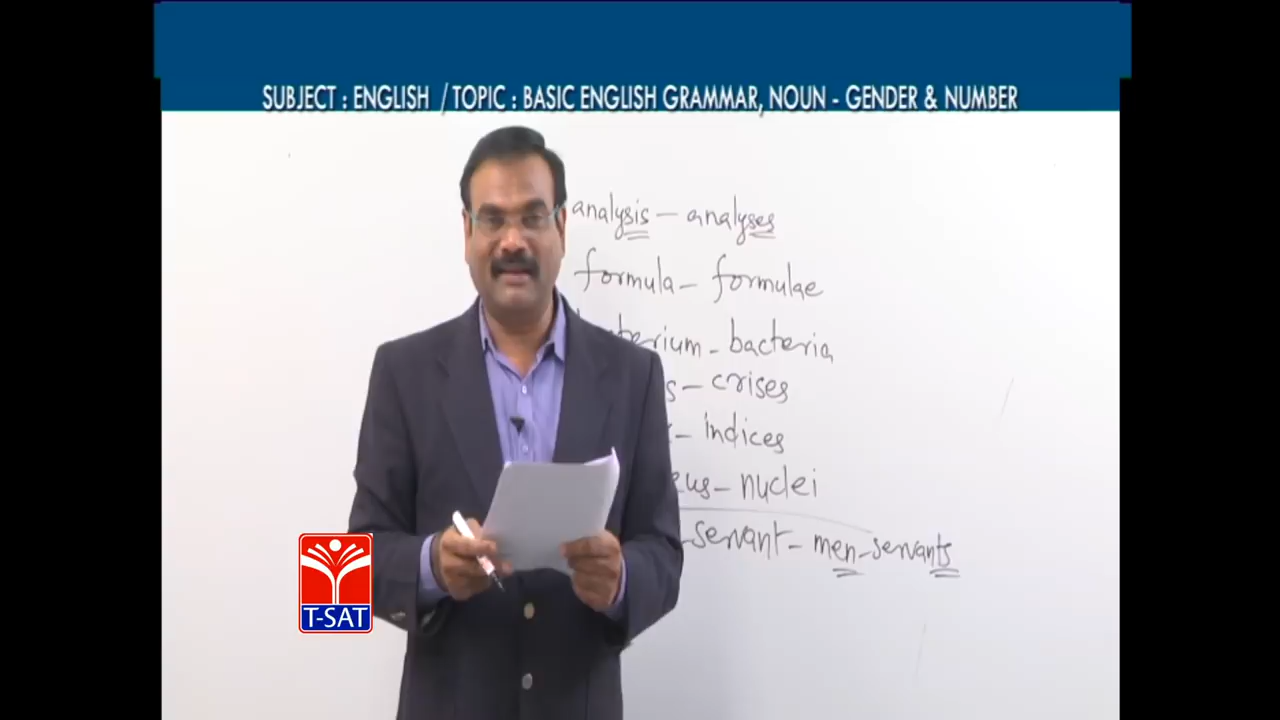 SUBJECT : ENGLISH / TOPIC : BASIC ENGLISH GRAMMAR, NOUN - GENDER & NUMBER
analysis - analyses
formula - formulae
- bacteria
- crises
- indices
- nuclei
servant - men-servants
T-SAT